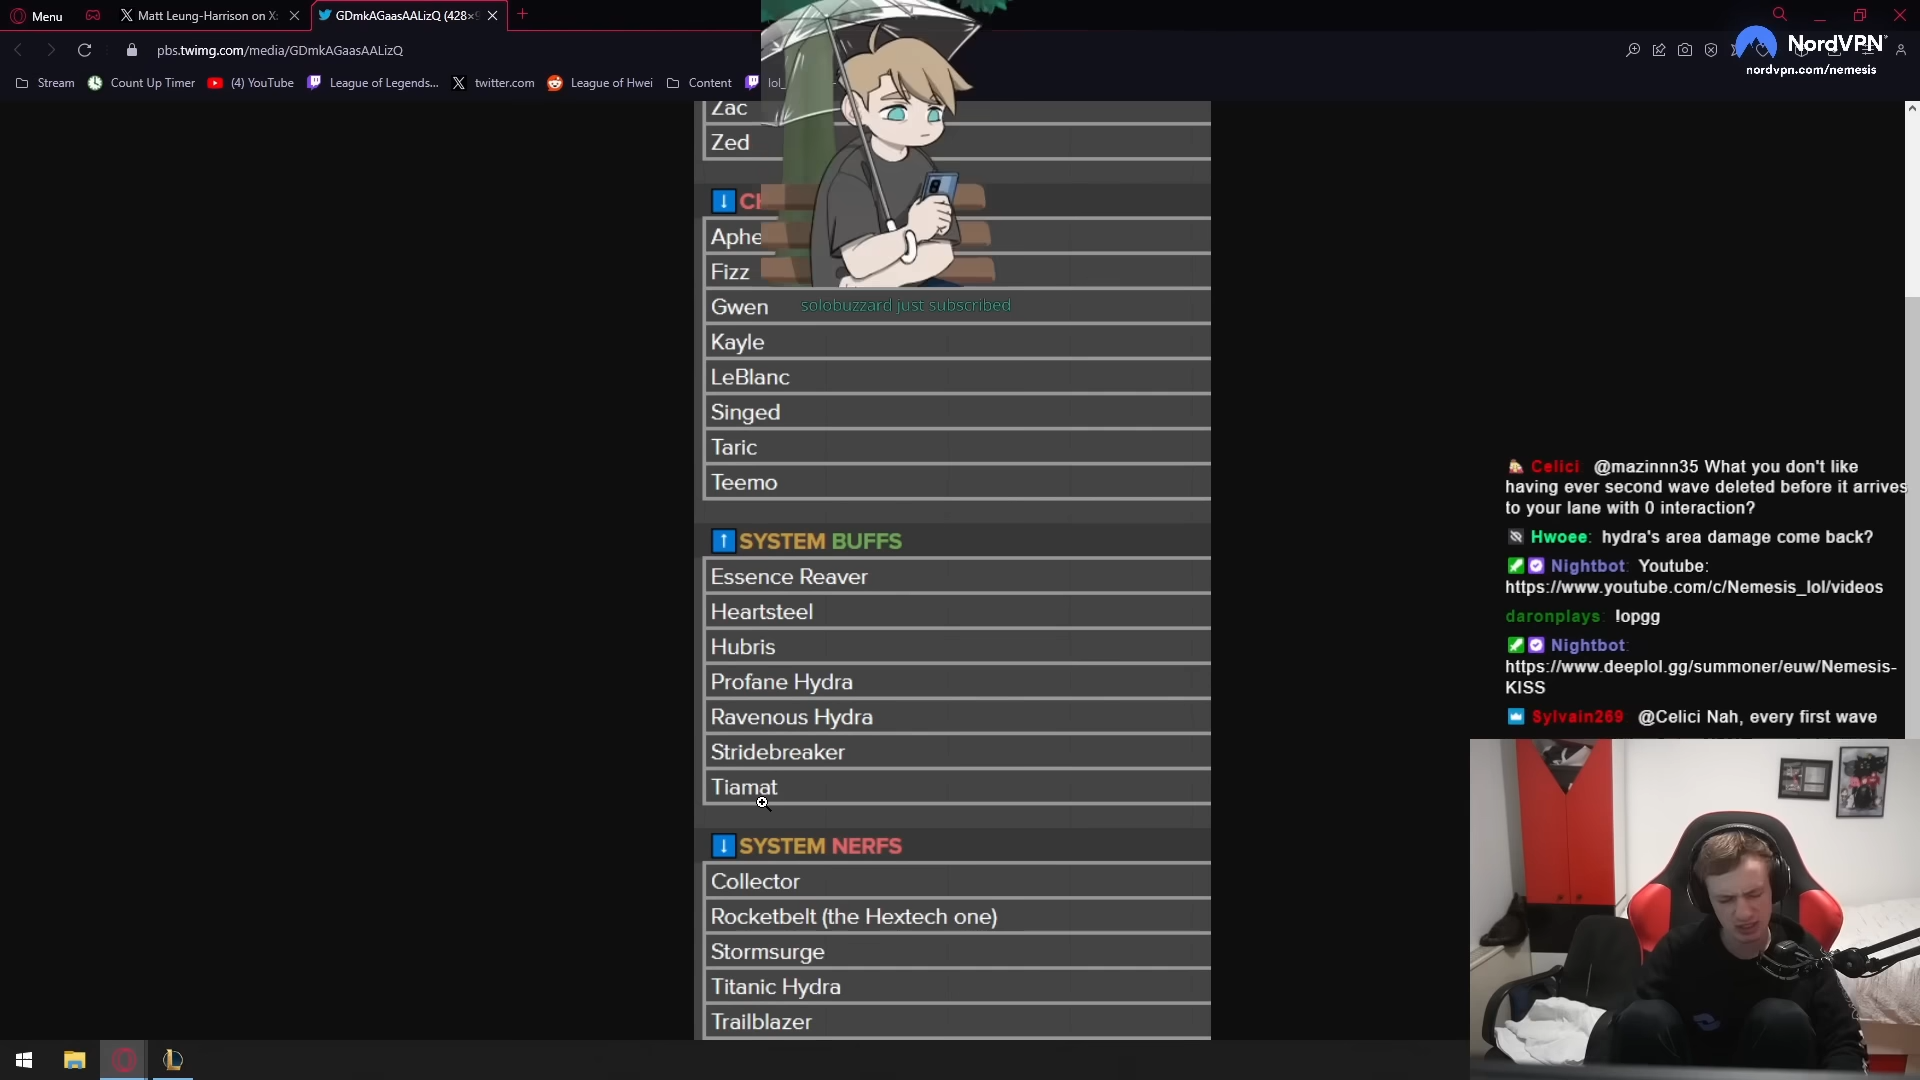 Menu
Matt Leung-Harrison on X:
GDmkAGaasAALizQ (428×
NordVPN
nordvpn.com/nemesis
pbs.twimg.com/media/GDmkAGaasAALizQ
Stream
Count Up Timer
(4) YouTube
League of Legends...
twitter.com
League of Hwei
Content
lol_
Zac
Zed
Aphe
Fizz
Gwen
solobuzzard just subscribed
Kayle
LeBlanc
Singed
Taric
Teemo
SYSTEM BUFFS
Essence Reaver
Heartsteel
Hubris
Profane Hydra
Ravenous Hydra
Stridebreaker
Tiamat
SYSTEM NERFS
Collector
Rocketbelt (the Hextech one)
Stormsurge
Titanic Hydra
Trailblazer
Celici @mazinnn35 What you don't like
having ever second wave deleted before it arrives
to your lane with 0 interaction?
Hwoee: hydra's area damage come back?
Nightbot: Youtube:
https://www.youtube.com/c/Nemesis_lol/videos
daronplays: !opgg
Nightbot:
https://www.deeplol.gg/summoner/euw/Nemesis-
KISS
Sylvain269 @Celici Nah, every first wave